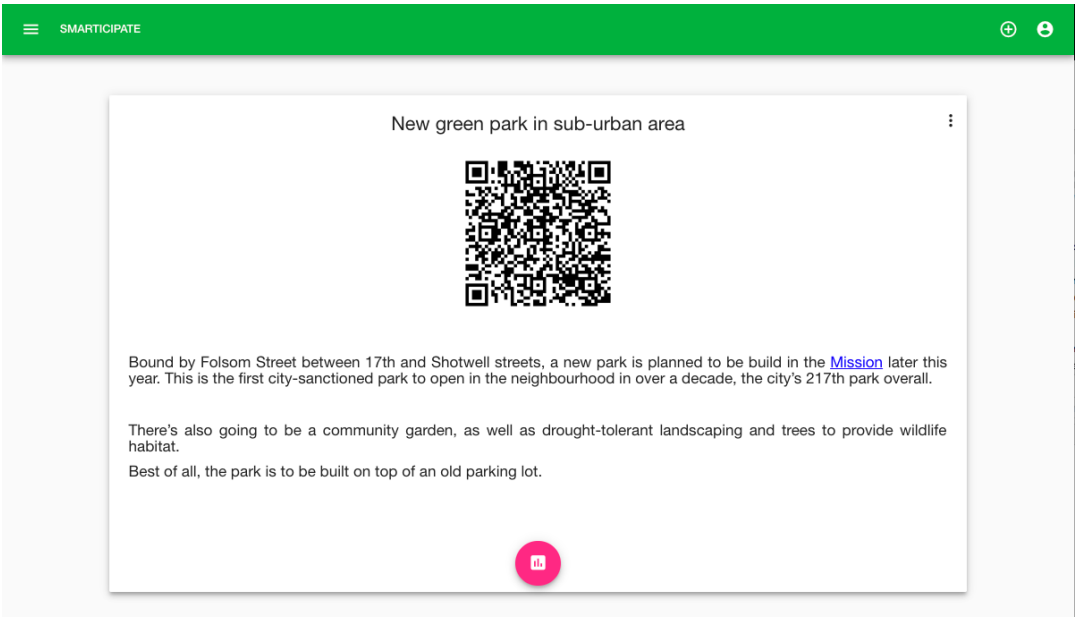 SMARTICIPATE
New green park in sub-urban area
Bound by Folsom Street between 17th and Shotwell streets, a new park is planned to be build in the Mission later this
year. This is the first city-sanctioned park to open in the neighbourhood in over a decade, the city’s 217th park overall.
There’s also going to be a community garden, as well as drought-tolerant landscaping and trees to provide wildlife
habitat.
Best of all, the park is to be built on top of an old parking lot.